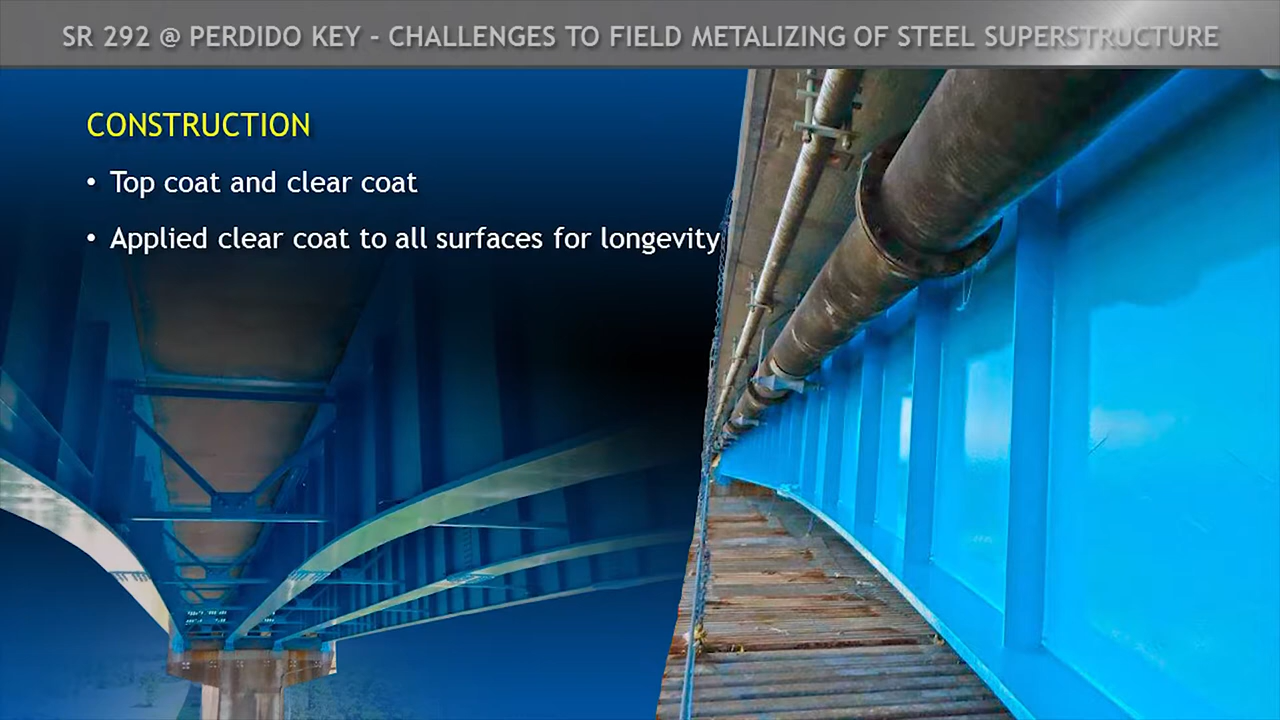 SR 292 @ PERDIDO KEY - CHALLENGES TO FIELD METALIZING OF STEEL SUPERSTRUCTURE
CONSTRUCTION
• Top coat and clear coat
• Applied clear coat to all surfaces for longevity